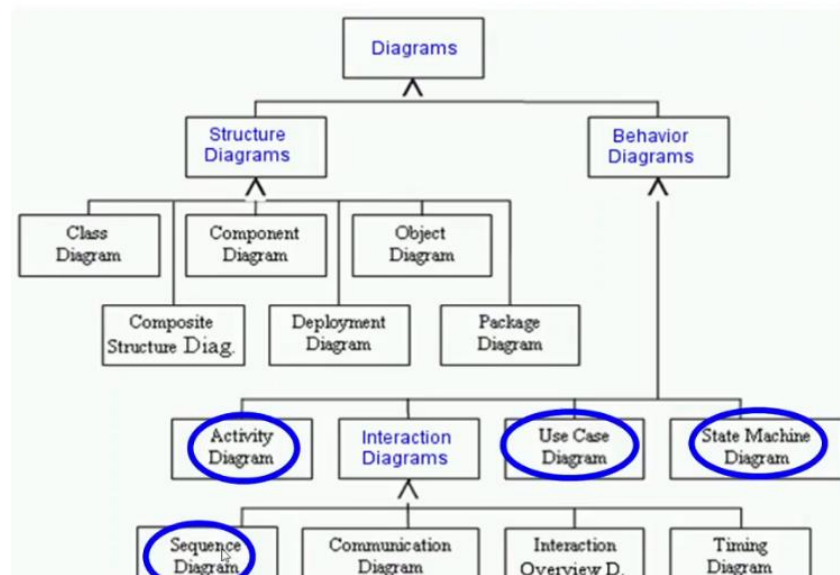 Diagrams
Structure
Diagrams
Behavior
Diagrams
Class
Diagram
Component
Diagram
Object
Diagram
Composite
Structure Diag.
Deployment
Diagram
Package
Diagram
Activity
Diagram
Interaction
Diagrams
Use Case
Diagram
State Machine
Diagram
Sequence
Diagram
Communication
Diagram
Interaction
Overview D.
Timing
Diagram